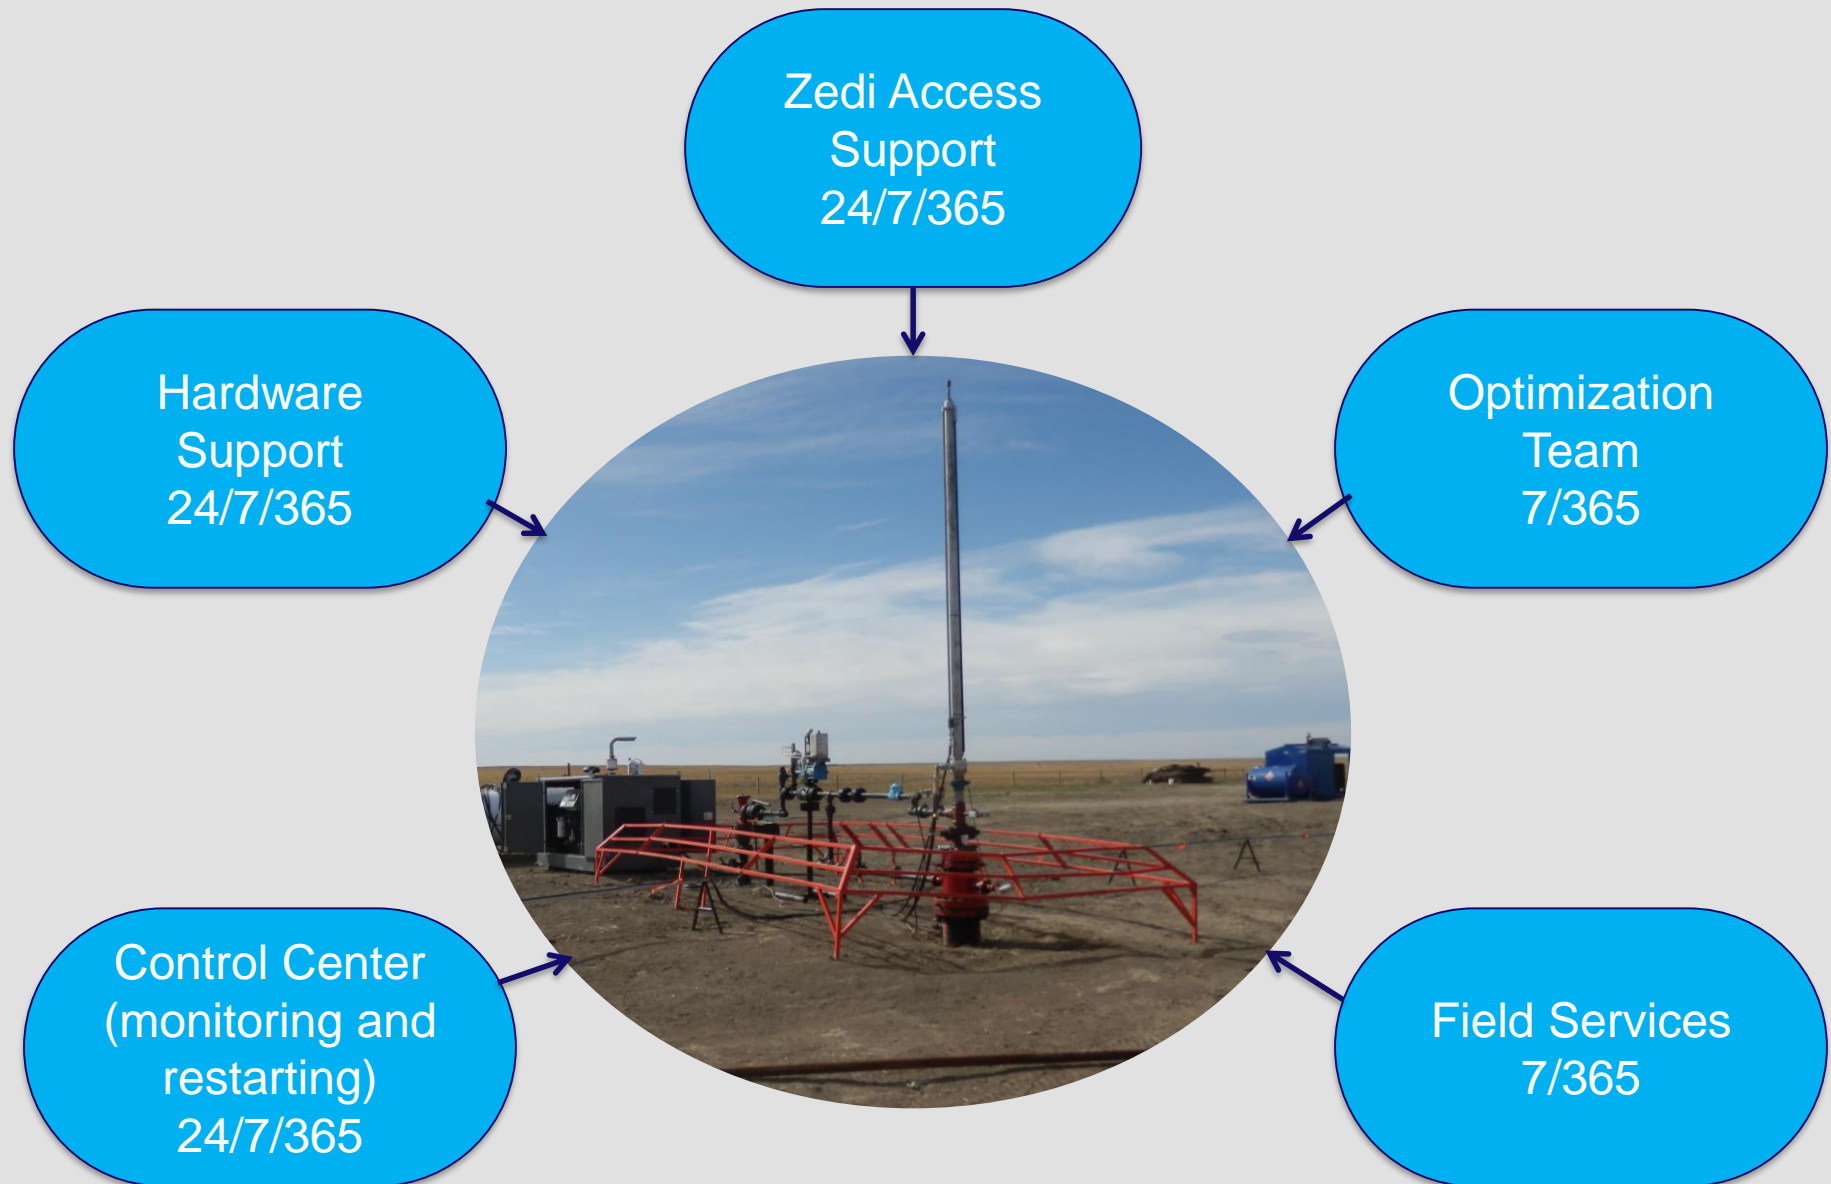 Zedi Access
Support
24/7/365
Hardware
Support
24/7/365
Optimization
Team
7/365
Control Center
(monitoring and
restarting)
24/7/365
Field Services
7/365